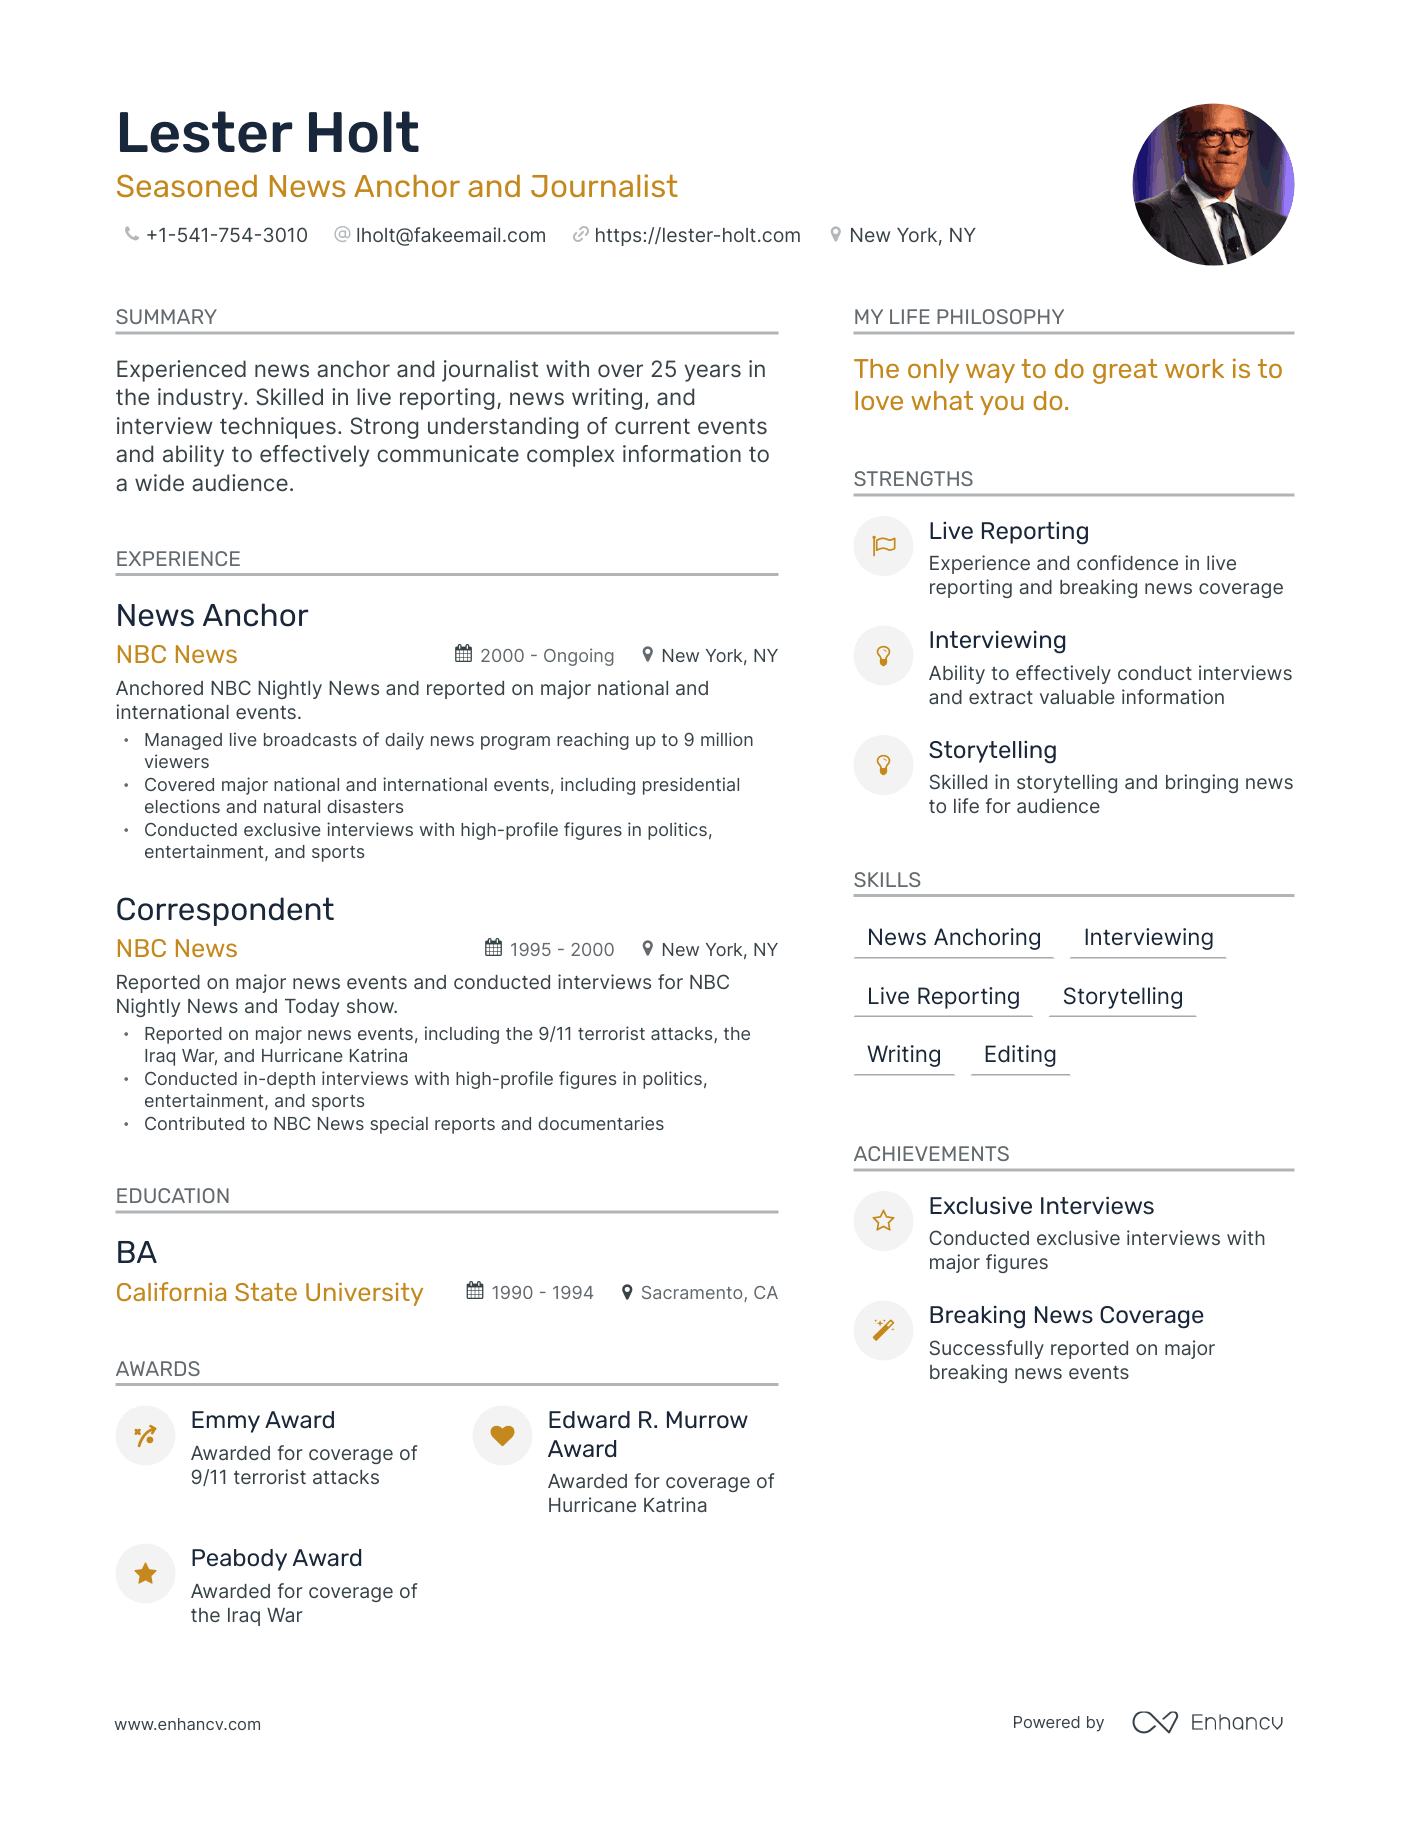 Lester Holt
Seasoned News Anchor and Journalist
+1-541-754-3010 lholt@fakeemail.com https://lester-holt.com New York, NY
SUMMARY
Experienced news anchor and journalist with over 25 years in
the industry. Skilled in live reporting, news writing, and
interview techniques. Strong understanding of current events
and ability to effectively communicate complex information to
a wide audience.
EXPERIENCE
News Anchor
NBC News 2000 - Ongoing New York, NY
Anchored NBC Nightly News and reported on major national and
international events.
• Managed live broadcasts of daily news program reaching up to 9 million
viewers
• Covered major national and international events, including presidential
elections and natural disasters
• Conducted exclusive interviews with high-profile figures in politics,
entertainment, and sports
Correspondent
NBC News 1995 - 2000 New York, NY
Reported on major news events and conducted interviews for NBC
Nightly News and Today show.
• Reported on major news events, including the 9/11 terrorist attacks, the
Iraq War, and Hurricane Katrina
• Conducted in-depth interviews with high-profile figures in politics,
entertainment, and sports
• Contributed to NBC News special reports and documentaries
EDUCATION
BA
California State University 1990 - 1994 Sacramento, CA
AWARDS
Emmy Award
Awarded for coverage of
9/11 terrorist attacks
Edward R. Murrow
Award
Awarded for coverage of
Hurricane Katrina
Peabody Award
Awarded for coverage of
the Iraq War
MY LIFE PHILOSOPHY
The only way to do great work is to
love what you do.
STRENGTHS
Live Reporting
Experience and confidence in live
reporting and breaking news coverage
Interviewing
Ability to effectively conduct interviews
and extract valuable information
Storytelling
Skilled in storytelling and bringing news
to life for audience
SKILLS
News Anchoring Interviewing
Live Reporting Storytelling
Writing Editing
ACHIEVEMENTS
Exclusive Interviews
Conducted exclusive interviews with
major figures
Breaking News Coverage
Successfully reported on major
breaking news events
www.enhancv.com
Powered by Enhancv